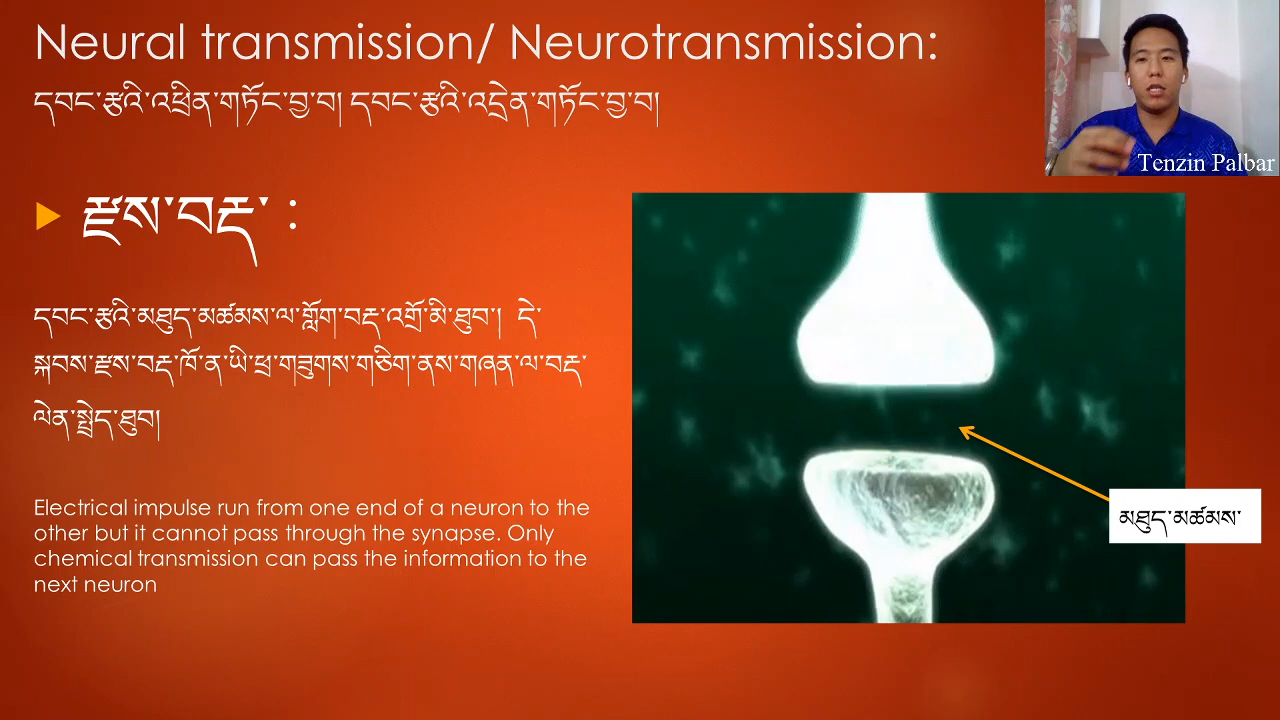 Neural transmission/ Neurotransmission:
དབང་རྩའི་འཕྲིན་གཏོང་བྱ་བ། དབང་རྩའི་འདྲེན་གཏོང་བྱ་བ།
Tenzin Palbar
རྫས་བརྡ་ :
དབང་རྩའི་མཐུད་མཚམས་ལ་གློག་བརྡ་འགྲོ་མི་ཐུབ་། དེ་
སྐབས་རྫས་བརྡ་ཁོ་ན་ཡི་ཕྲ་གཟུགས་གཅིག་ནས་གཞན་ལ་བརྡ་
ལེན་སྤྲེད་ཐུབ།
Electrical impulse run from one end of a neuron to the
other but it cannot pass through the synapse. Only
chemical transmission can pass the information to the
next neuron
མཐུད་མཚམས་